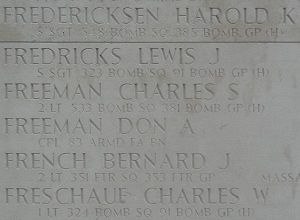 FREDERICKSEN HAROLD K
S SGT 548 BOMB SQ 385 BOMB GP (H)
FREDRICKS LEWIS J
S SGT 323 BOMB SQ 91 BOMB GP (H)
FREEMAN CHARLES S
2 LT 533 BOMB SQ 381 BOMB GP (H)
FREEMAN DON A
CPL 83 ARMD FA BN
FRENCH BERNARD J
2 LT 351 FTR SQ 353 FTR GP MASSA
FRESCHAUF CHARLES W
1 LT 324 BOMB SQ 91 BOMB GP (H)